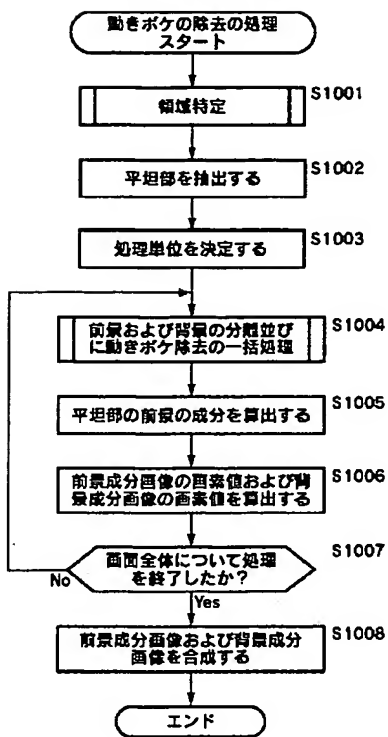 動きボケの除去の処理
スタート
領域特定
S1001
平坦部を抽出する
S1002
処理単位を決定する
S1003
前景および背景の分離並び
に動きボケ除去の一括処理
S1004
平坦部の前景の成分を算出する
S1005
前景成分画像の画素値および背
景成分画像の画素値を算出する
S1006
画面全体について処理
を終了したか?
S1007
No
Yes
前景成分画像および背景成分
画像を合成する
S1008
エンド